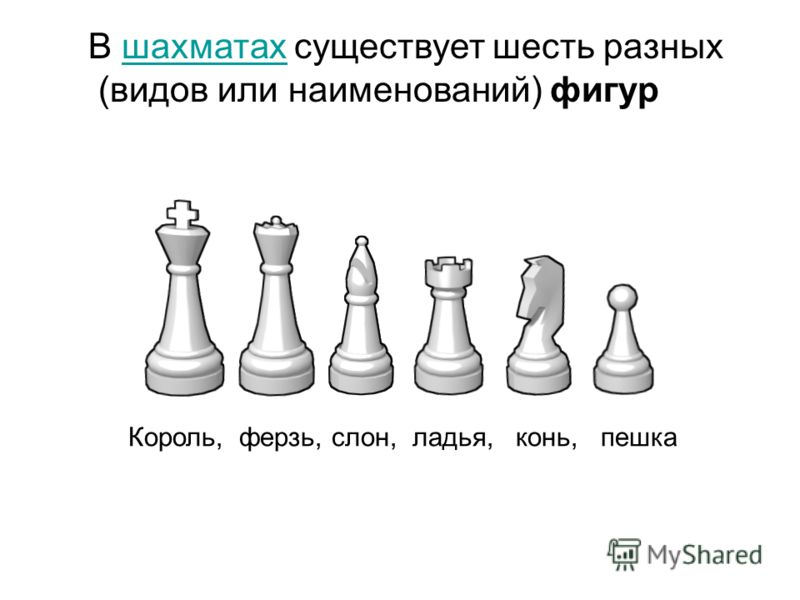 В шахматах существует шесть разных
(видов или наименований) фигур
Король, ферзь, слон, ладья, конь, пешка
MyShared